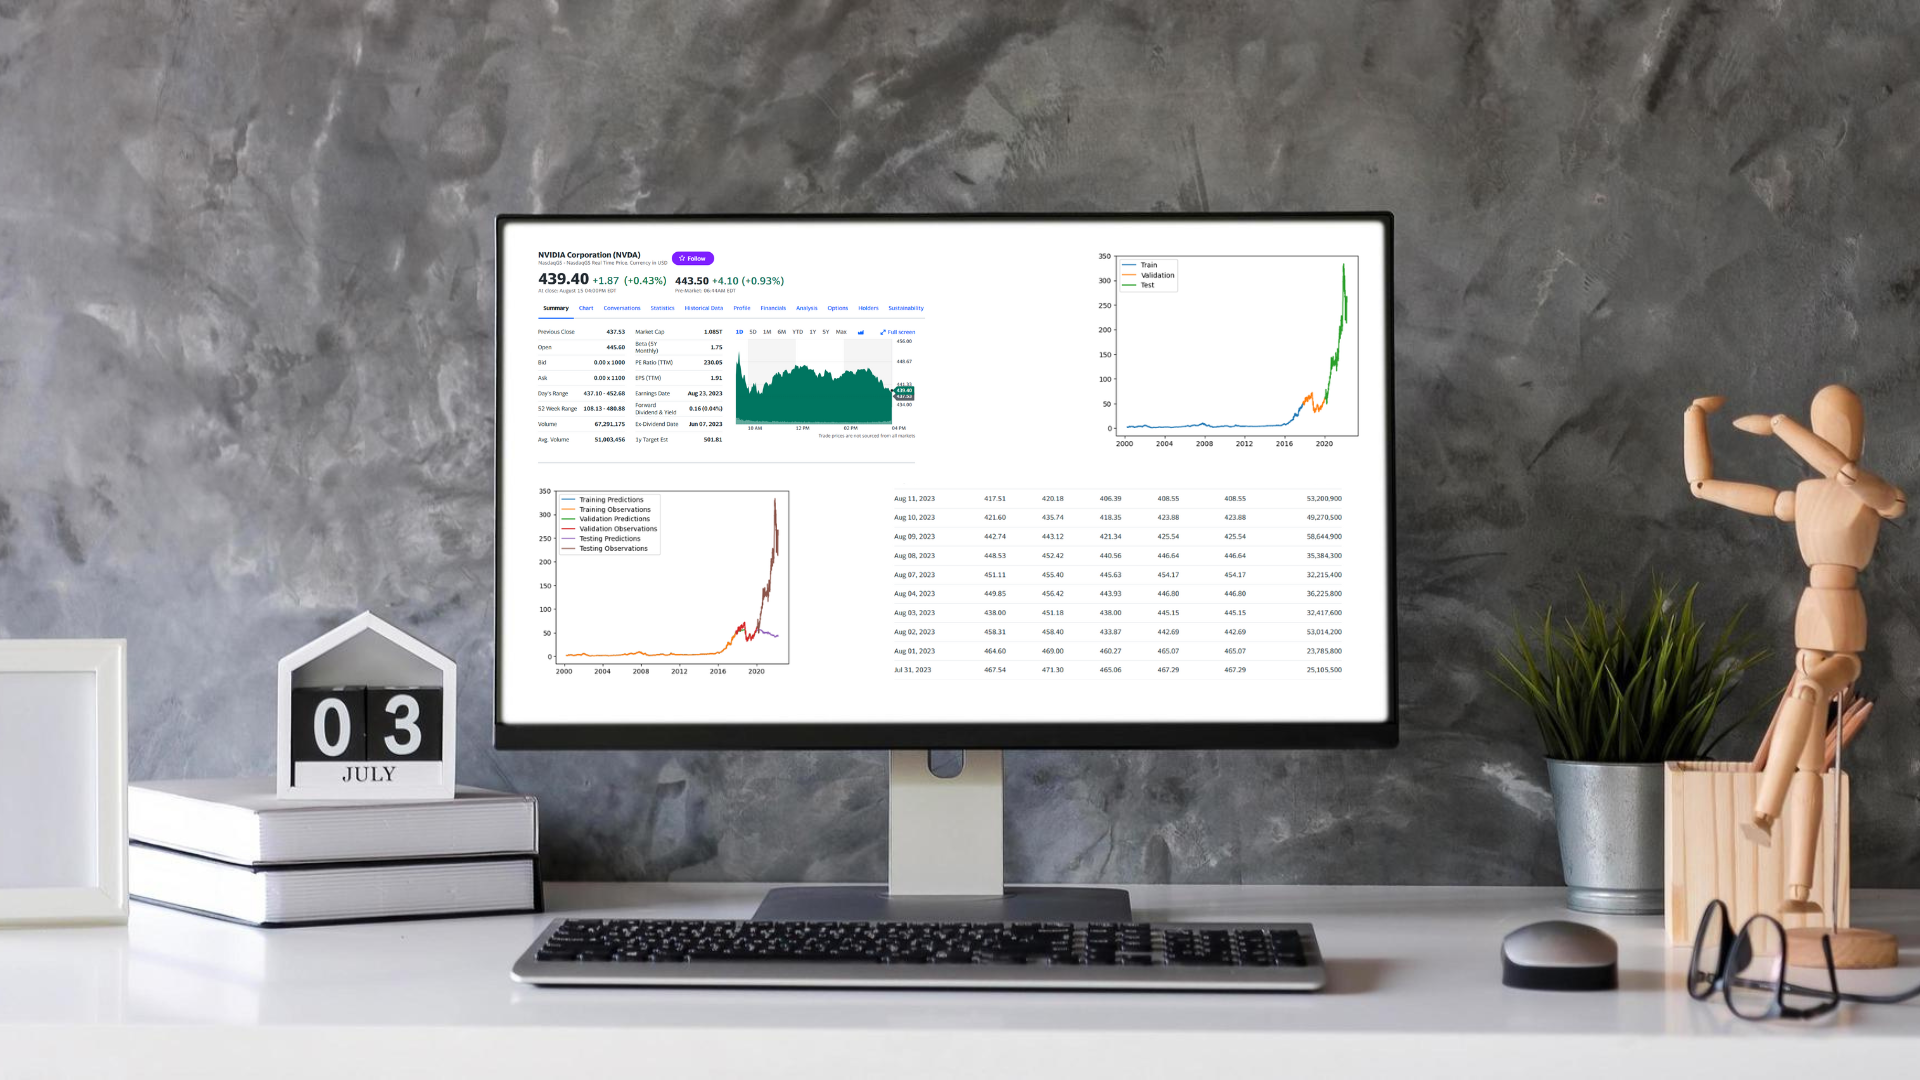 NVIDIA Corporation (NVDA)
Follow
NasdaqGS - NasdaqGS Real Time Price. Currency in USD
439.40 +1.87 (+0.43%) 443.50 +4.10 (+0.93%)
At close: August 15 04:00PM EDT Pre-Market: 06:44AM EDT
Summary Chart Conversations Statistics Historical Data Profile Financials Analysis Options Holders Sustainability
Previous Close 437.53 Market Cap 1.085T
Open 445.60 Beta (5Y Monthly) 1.75
Bid 0.00 x 1000 PE Ratio (TTM) 230.05
Ask 0.00 x 1100 EPS (TTM) 1.91
Day's Range 437.10 - 452.68 Earnings Date Aug 23, 2023
52 Week Range 108.13 - 480.88 Forward Dividend & Yield 0.16 (0.04%)
Volume 67,291,175 Ex-Dividend Date Jun 07, 2023
Avg. Volume 51,003,456 1y Target Est 501.81
1D 5D 1M 6M YTD 1Y 5Y Max Full screen
456.00
448.67
441.33
439.40
437.53
434.00
10 AM 12 PM 02 PM 04 PM
Trade prices are not sourced from all markets
Train
Validation
Test
350
300
250
200
150
100
50
0
2000 2004 2008 2012 2016 2020
Training Predictions
Training Observations
Validation Predictions
Validation Observations
Testing Predictions
Testing Observations
350
300
250
200
150
100
50
0
2000 2004 2008 2012 2016 2020
Aug 11, 2023 417.51 420.18 406.39 408.55 408.55 53,200,900
Aug 10, 2023 421.60 435.74 418.35 423.88 423.88 49,270,500
Aug 09, 2023 442.74 443.12 421.34 425.54 425.54 58,644,900
Aug 08, 2023 448.53 452.42 440.56 446.64 446.64 35,384,300
Aug 07, 2023 451.11 455.40 445.63 454.17 454.17 32,215,400
Aug 04, 2023 449.85 456.42 443.93 446.80 446.80 36,225,800
Aug 03, 2023 438.00 451.18 438.00 445.15 445.15 32,417,600
Aug 02, 2023 458.31 458.40 433.87 442.69 442.69 53,014,200
Aug 01, 2023 464.60 469.00 460.27 465.07 465.07 23,785,800
Jul 31, 2023 467.54 471.30 465.06 467.29 467.29 25,105,500
03
JULY